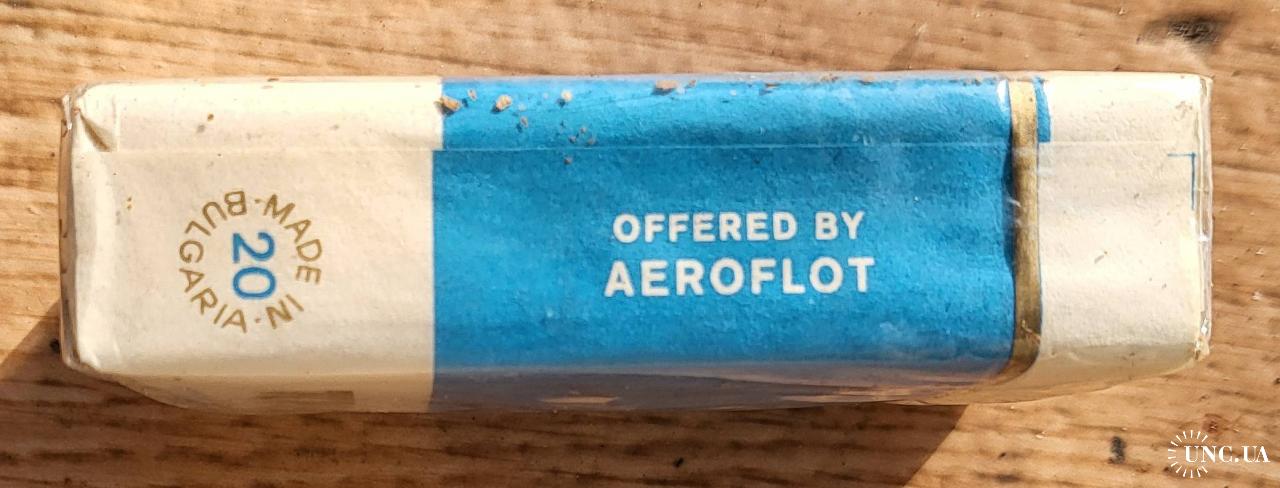 MADE·IN·BULGARIA·
20
OFFERED BY
AEROFLOT
UNC.UA